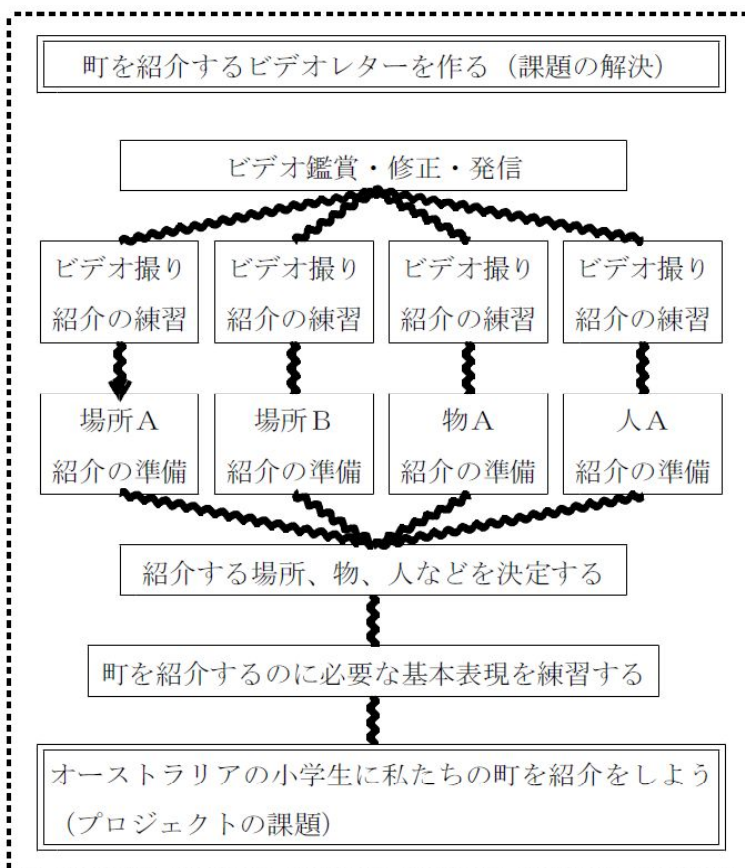 町を紹介するビデオレターを作る（課題の解決）
ビデオ鑑賞・修正・発信
ビデオ撮り
紹介の練習
ビデオ撮り
紹介の練習
ビデオ撮り
紹介の練習
ビデオ撮り
紹介の練習
場所Ａ
紹介の準備
場所Ｂ
紹介の準備
物Ａ
紹介の準備
人Ａ
紹介の準備
紹介する場所、物、人などを決定する
町を紹介するのに必要な基本表現を練習する
オーストラリアの小学生に私たちの町を紹介をしよう
（プロジェクトの課題）